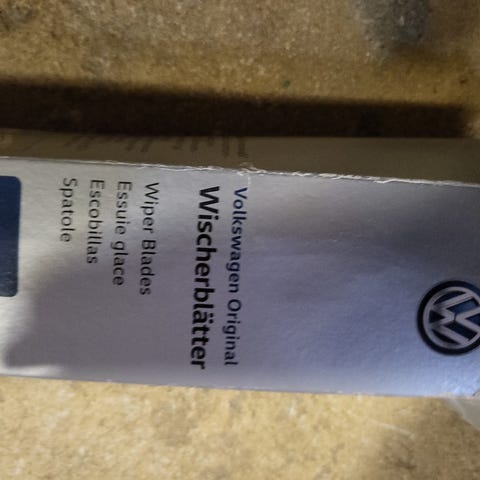 Volkswagen Original
Wischerblätter
Wiper Blades
Essuie glace
Escobillas
Spatole